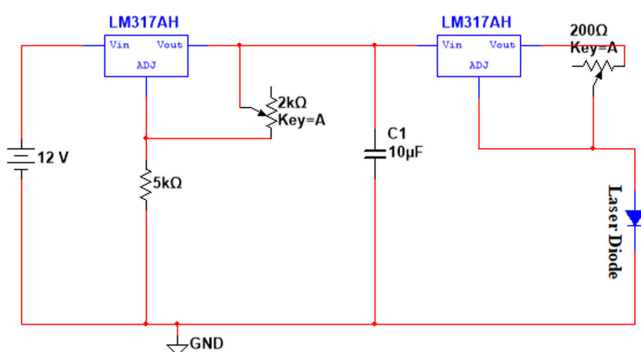 LM317AH
Vin Vout
ADJ
LM317AH
Vin Vout
ADJ
200Ω
Key=A
2kΩ
Key=A
12 V
5kΩ
C1
10µF
Laser Diode
GND